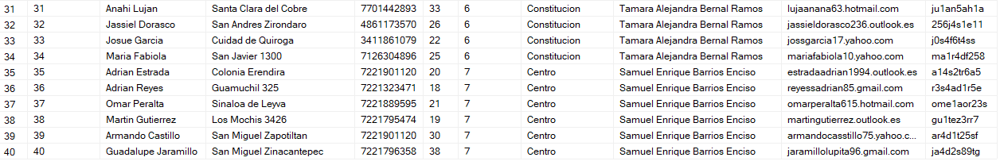 31 31 Anahi Lujan Santa Clara del Cobre 7701442893 33 6 Constitucion Tamara Alejandra Bernal Ramos lujaanana63.hotmail.com ju1an5ah1a
32 32 Jassiel Dorasco San Andres Zirondaro 4861173570 26 6 Constitucion Tamara Alejandra Bernal Ramos jassieldorasco236.outlook.es 256j4s1e11
33 33 Josue Garcia Cuidad de Quiroga 3411861079 22 6 Constitucion Tamara Alejandra Bernal Ramos jossgarcia17.yahoo.com j0s4f6t4ss
34 34 Maria Fabiola San Javier 1300 7126304896 25 6 Constitucion Tamara Alejandra Bernal Ramos mariafabiola10.yahoo.com ma1r4df258
35 35 Adrian Estrada Colonia Erendira 7221901120 20 7 Centro Samuel Enrique Barrios Enciso estradaadrian1994.outlook.es a14s2tr6a5
36 36 Adrian Reyes Guamuchil 325 7221323471 18 7 Centro Samuel Enrique Barrios Enciso reyessadrian85.gmail.com r3s4ad1r5e
37 37 Omar Peralta Sinaloa de Leyva 7221889595 21 7 Centro Samuel Enrique Barrios Enciso omarperalta615.hotmail.com ome1aor23s
38 38 Martin Gutierrez Los Mochis 3426 7221795474 19 7 Centro Samuel Enrique Barrios Enciso martingutierrez.outlook.es gu1tez3rr7
39 39 Armando Castillo San Miguel Zapotiltan 7221901120 30 7 Centro Samuel Enrique Barrios Enciso armandocasstillo75.yahoo.c... ar4d1t25sf
40 40 Guadalupe Jaramillo San Miguel Zinacantepec 7221796358 38 7 Centro Samuel Enrique Barrios Enciso jaramillolupita96.gmail.com ja4d2s89tg